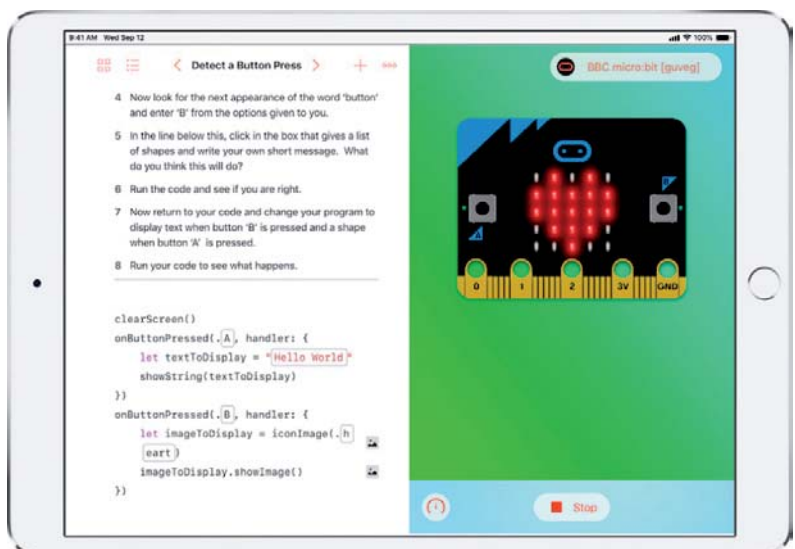 9:41 AM Wed Sep 12
100%
Detect a Button Press
BBC micro:bit [guveg]
4 Now look for the next appearance of the word 'button'
and enter 'B' from the options given to you.
5 In the line below this, click in the box that gives a list
of shapes and write your own short message. What
do you think this will do?
6 Run the code and see if you are right.
7 Now return to your code and change your program to
display text when button 'B' is pressed and a shape
when button 'A' is pressed.
8 Run your code to see what happens.
clearScreen()
onButtonPressed(.A, handler: {
let textToDisplay = "Hello World"
showString(textToDisplay)
})
onButtonPressed(.B, handler: {
let imageToDisplay = iconImage(.h
eart)
imageToDisplay.showImage()
})
B
A
0 1 2 3V GND
Stop